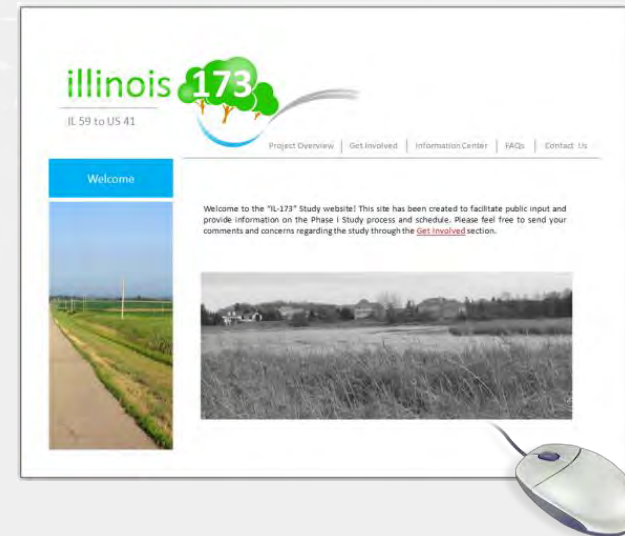 illinois 173
IL 59 to US 41
Project Overview | Get Involved | Information Center | FAQs | Contact Us
Welcome
Welcome to the "IL-173" Study website! This site has been created to facilitate public input and
provide information on the Phase I Study process and schedule. Please feel free to send your
comments and concerns regarding the study through the Get Involved section.